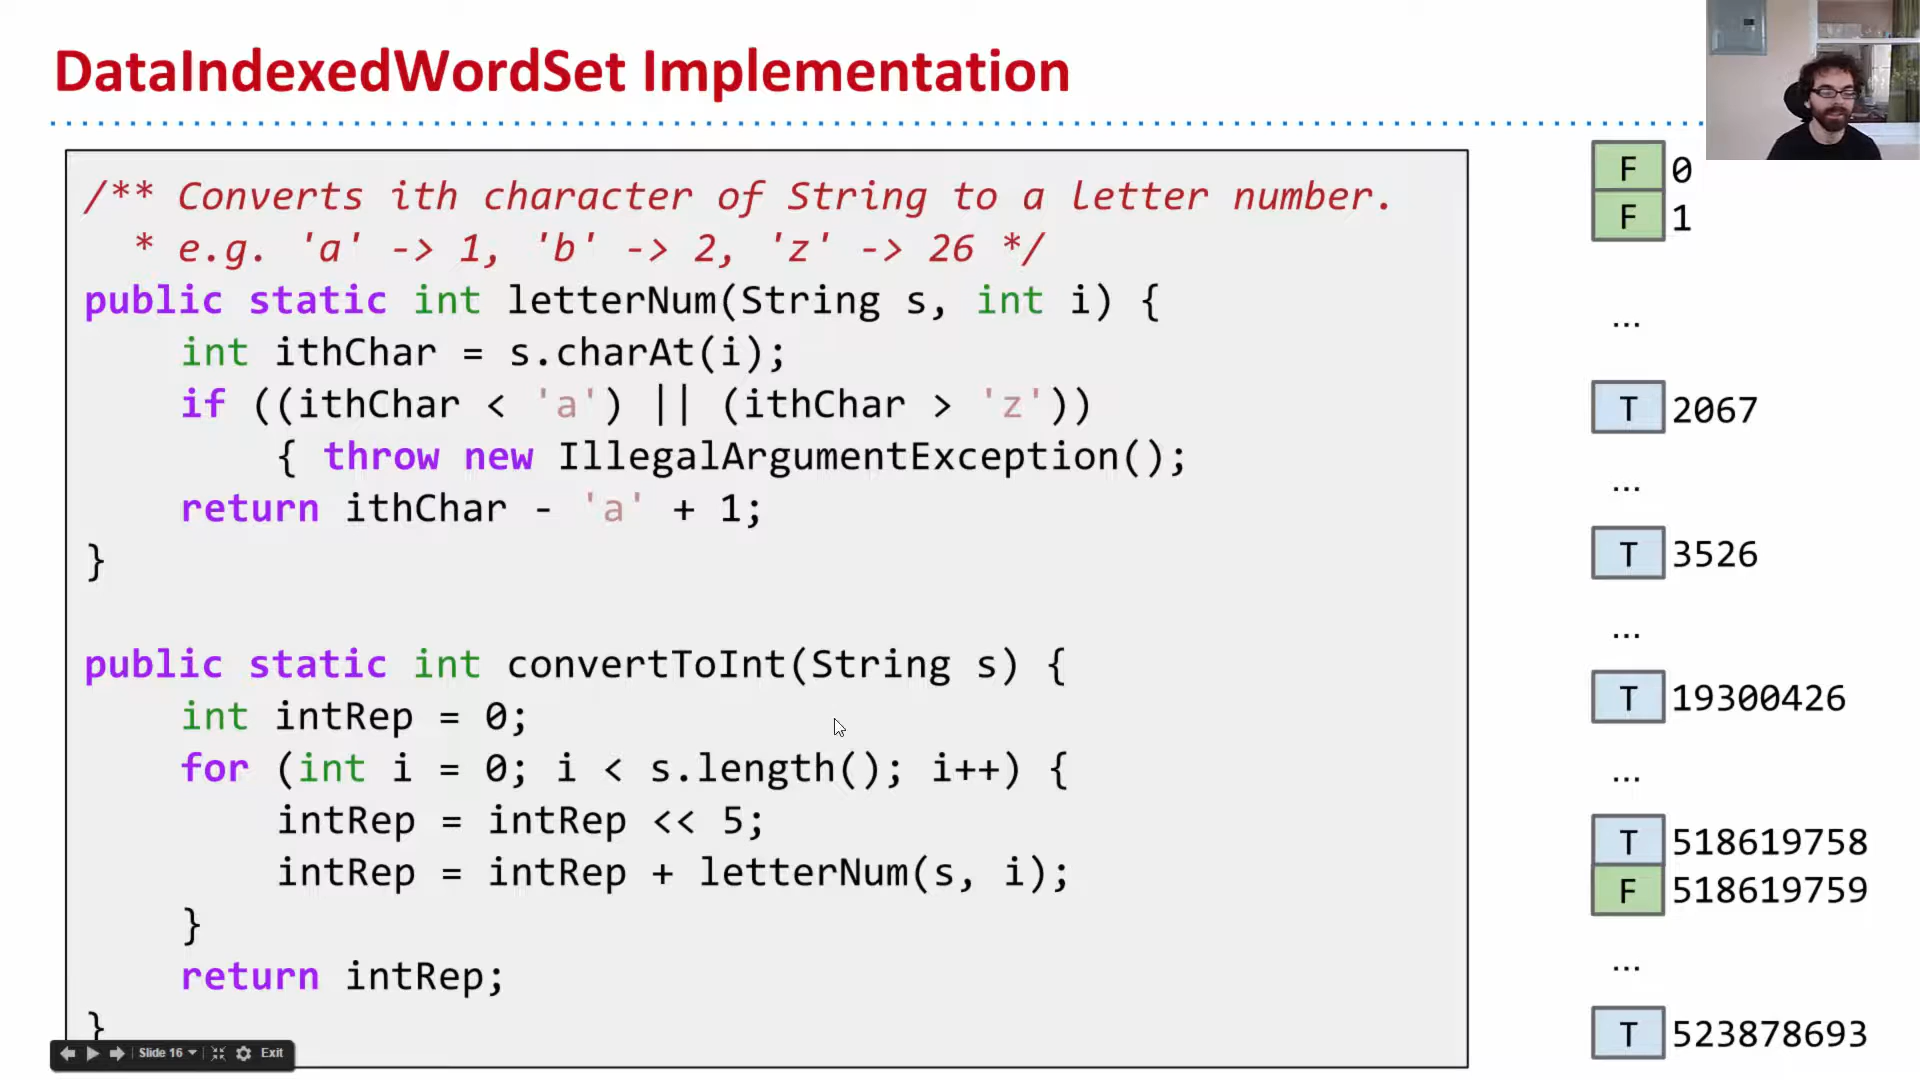 DataIndexedWordSet Implementation
/** Converts ith character of String to a letter number.
* e.g. 'a' -> 1, 'b' -> 2, 'z' -> 26 */
public static int letterNum(String s, int i) {
int ithChar = s.charAt(i);
if ((ithChar < 'a') || (ithChar > 'z'))
{ throw new IllegalArgumentException();
return ithChar - 'a' + 1;
}
public static int convertToInt(String s) {
int intRep = 0;
for (int i = 0; i < s.length(); i++) {
intRep = intRep << 5;
intRep = intRep + letterNum(s, i);
}
return intRep;
}
F 0
F 1
...
T 2067
...
T 3526
...
T 19300426
...
T 518619758
F 518619759
...
T 523878693
Slide 16 Exit